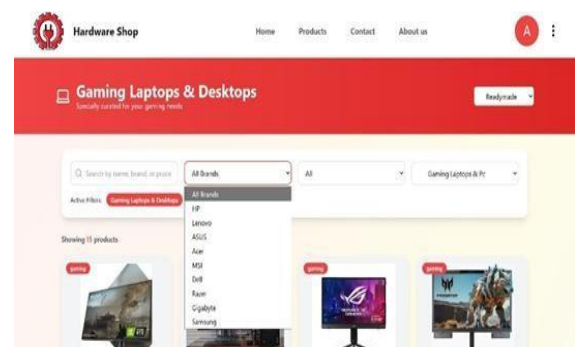 Hardware Shop
Home
Products
Contact
About us
A
Gaming Laptops & Desktops
Specially curated for your gaming needs
Readymade
Search by name, brand, or proce
All Brands
All
Gaming Laptops & Pc
Active Filters:
Gaming Laptops & Desktops
All Brands
HP
Lenovo
ASUS
Acer
MSI
Dell
Razer
Gigabyte
Samsung
Showing 15 products
gaming
gaming
gaming
PREDATOR